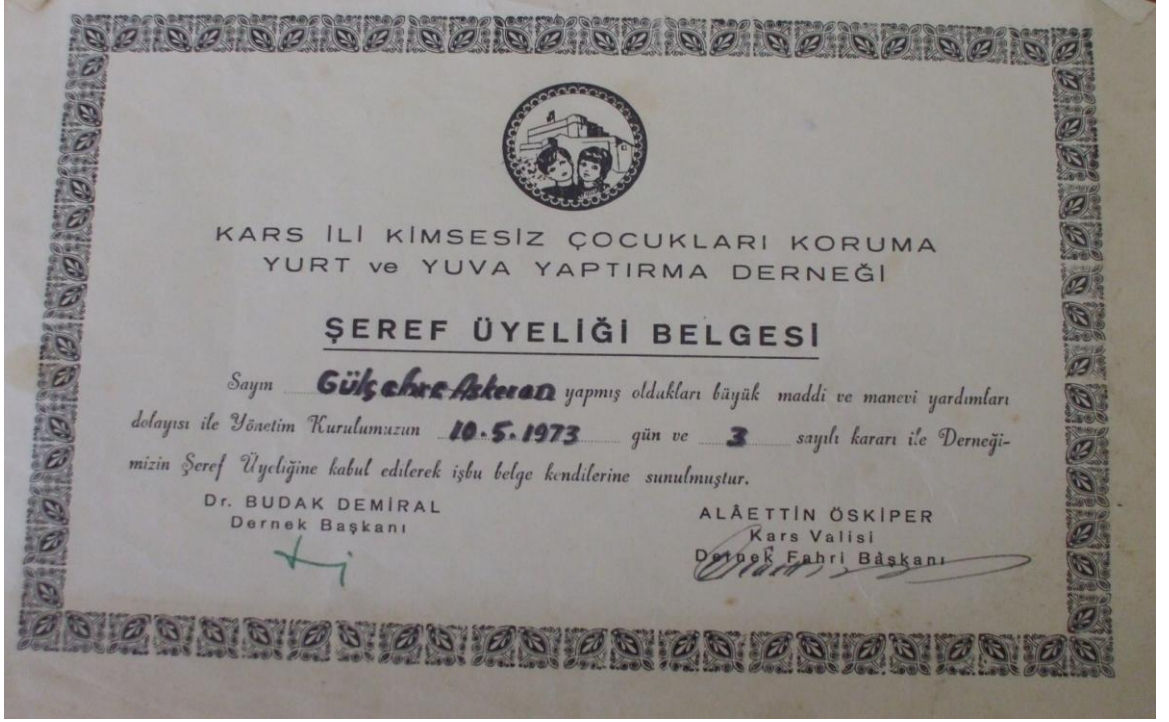 KARS İLİ KİMSESİZ ÇOCUKLARI KORUMA
YURT ve YUVA YAPTIRMA DERNEĞİ
ŞEREF ÜYELİĞİ BELGESİ
Sayın Gülçehre Askeran yapmış oldukları büyük maddi ve manevi yardımları
dolayısı ile Yönetim Kurulumuzun 10.5.1973 gün ve 3 sayılı kararı ile Derneği-
mizin Şeref Üyeliğine kabul edilerek işbu belge kendilerine sunulmuştur.
Dr. BUDAK DEMİRAL
Dernek Başkanı
ALÂETTİN ÖSKİPER
Kars Valisi
Dernek Fahri Başkanı